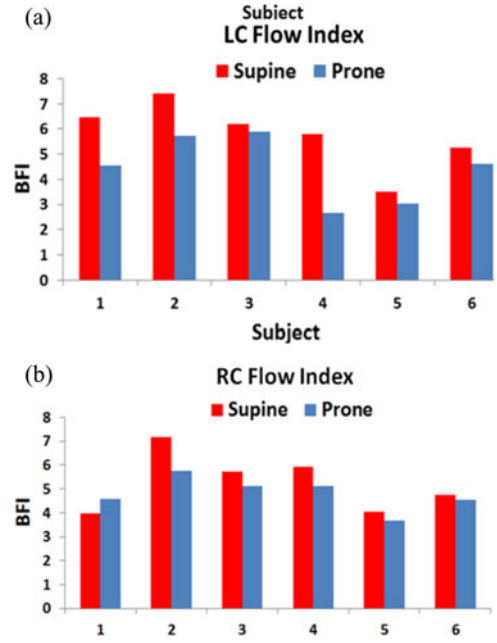 (a)
Subject
LC Flow Index
Supine Prone
8
7
6
5
4
3
2
1
0
BFI
1 2 3 4 5 6
Subject
(b)
RC Flow Index
Supine Prone
8
7
6
5
4
3
2
1
0
BFI
1 2 3 4 5 6